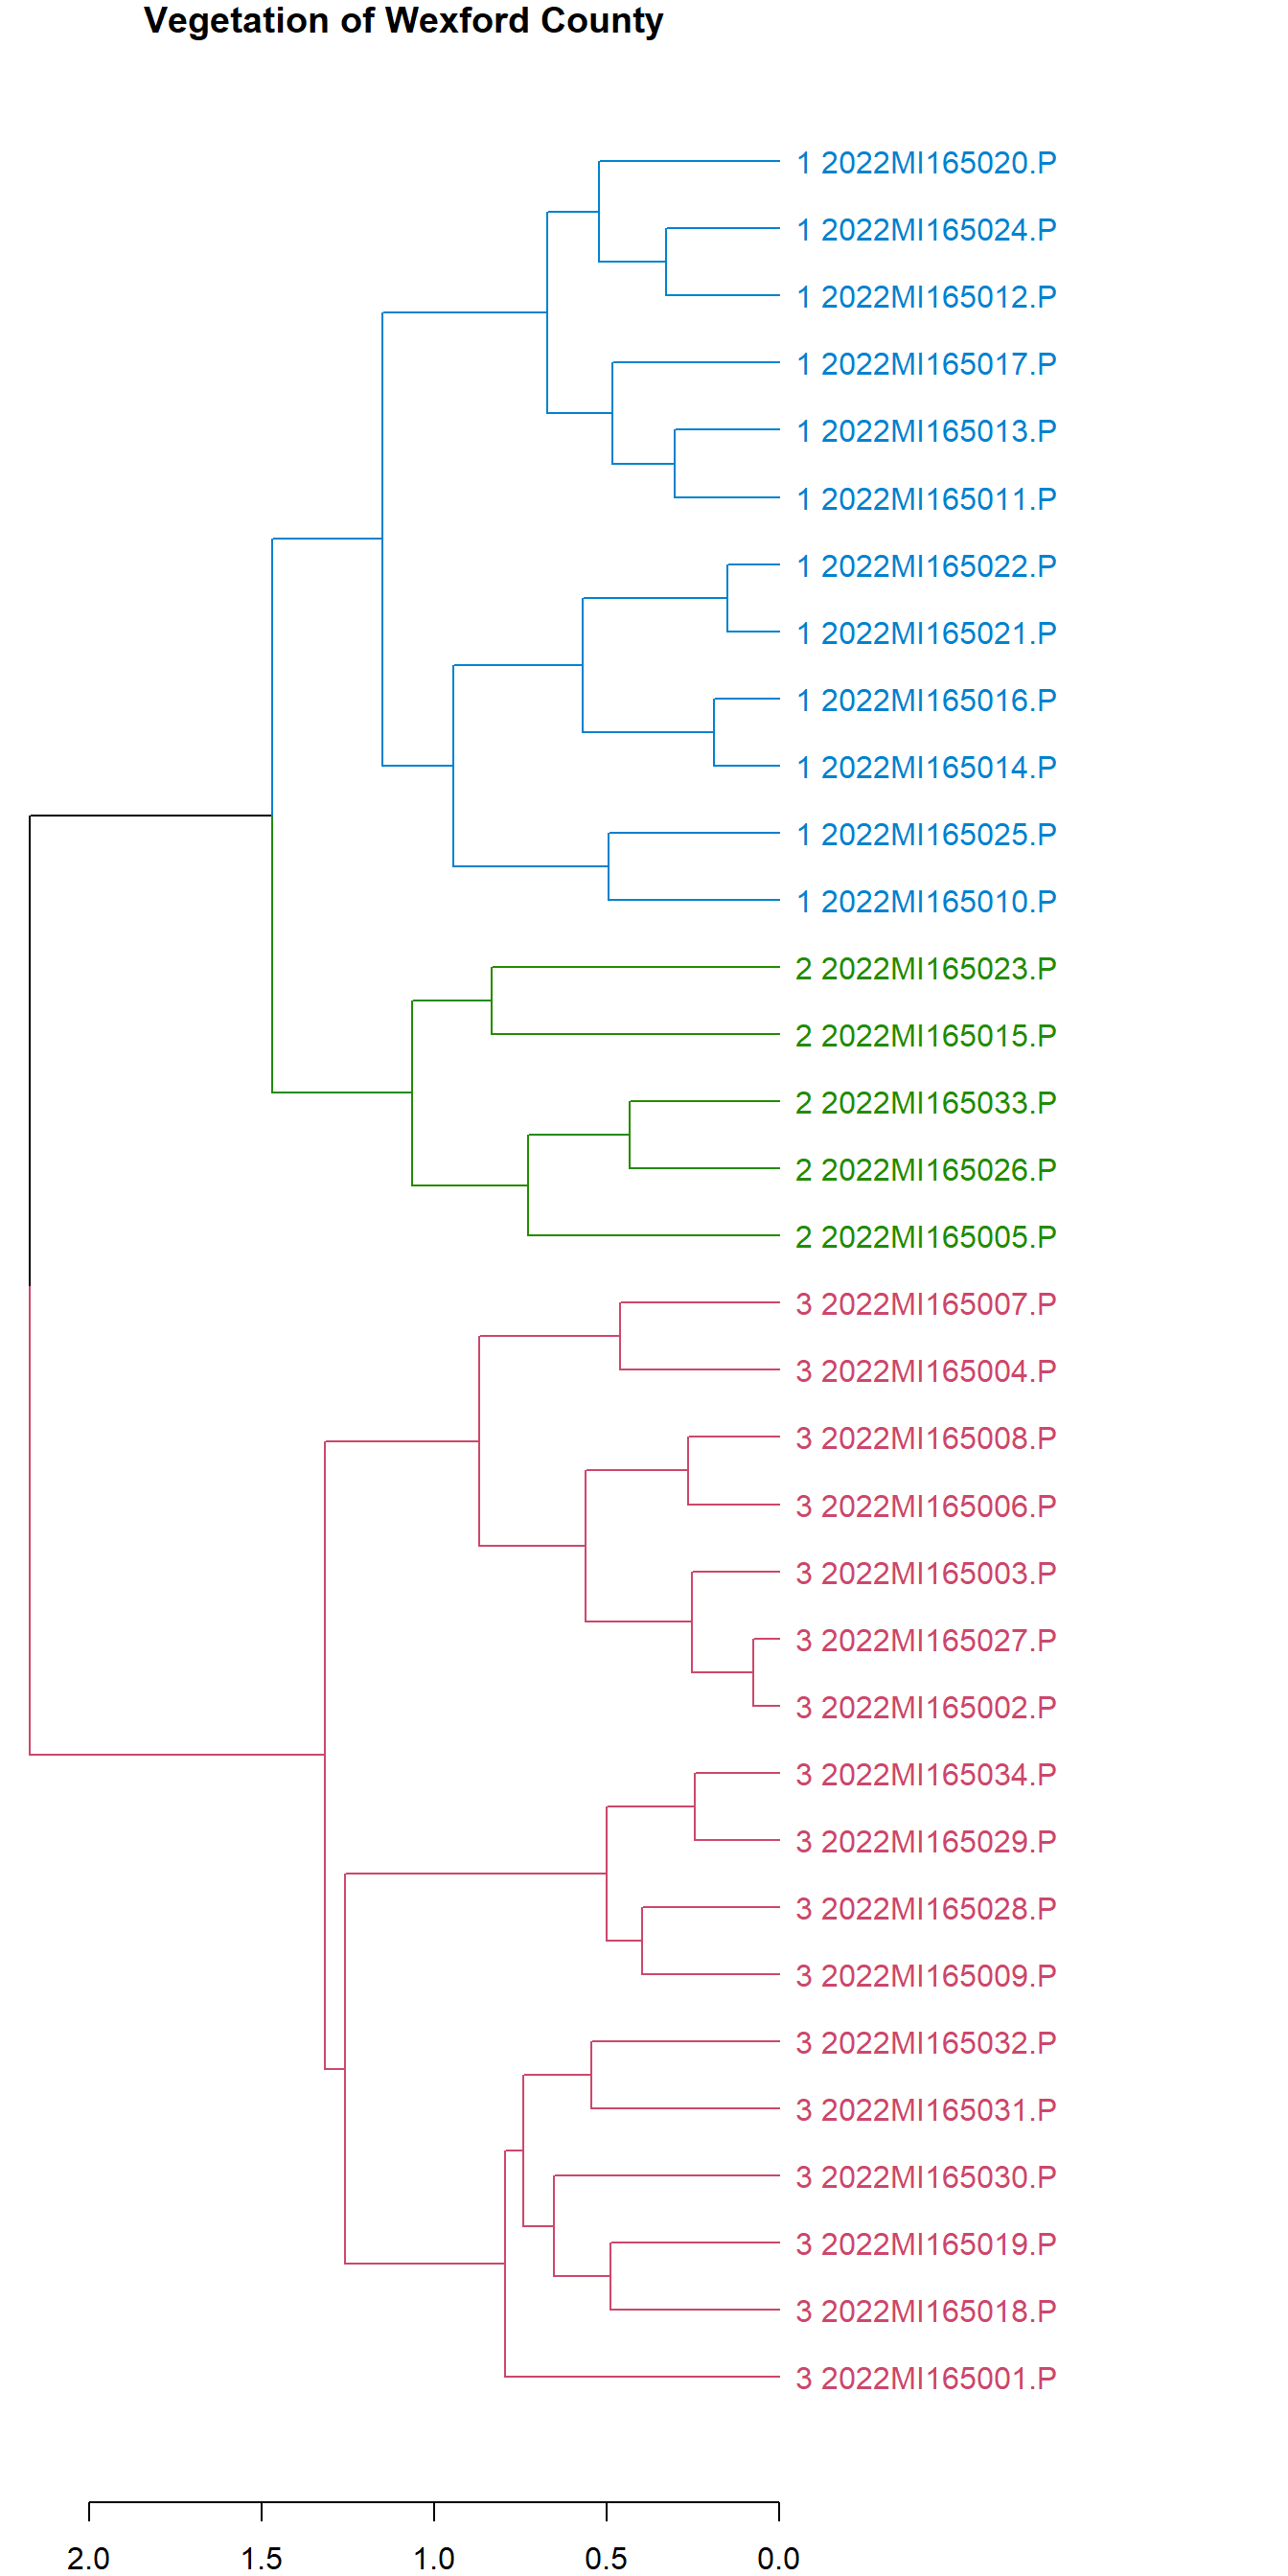 Vegetation of Wexford County
1 2022MI165020.P
1 2022MI165024.P
1 2022MI165012.P
1 2022MI165017.P
1 2022MI165013.P
1 2022MI165011.P
1 2022MI165022.P
1 2022MI165021.P
1 2022MI165016.P
1 2022MI165014.P
1 2022MI165025.P
1 2022MI165010.P
2 2022MI165023.P
2 2022MI165015.P
2 2022MI165033.P
2 2022MI165026.P
2 2022MI165005.P
3 2022MI165007.P
3 2022MI165004.P
3 2022MI165008.P
3 2022MI165006.P
3 2022MI165003.P
3 2022MI165027.P
3 2022MI165002.P
3 2022MI165034.P
3 2022MI165029.P
3 2022MI165028.P
3 2022MI165009.P
3 2022MI165032.P
3 2022MI165031.P
3 2022MI165030.P
3 2022MI165019.P
3 2022MI165018.P
3 2022MI165001.P
2.0 1.5 1.0 0.5 0.0